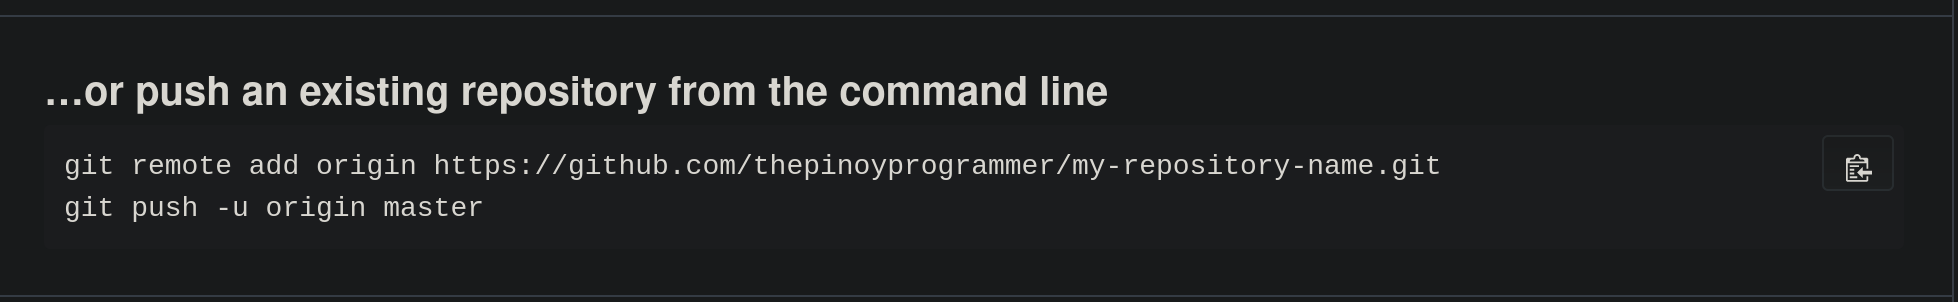 …or push an existing repository from the command line
git remote add origin https://github.com/thepinoyprogrammer/my-repository-name.git
git push -u origin master